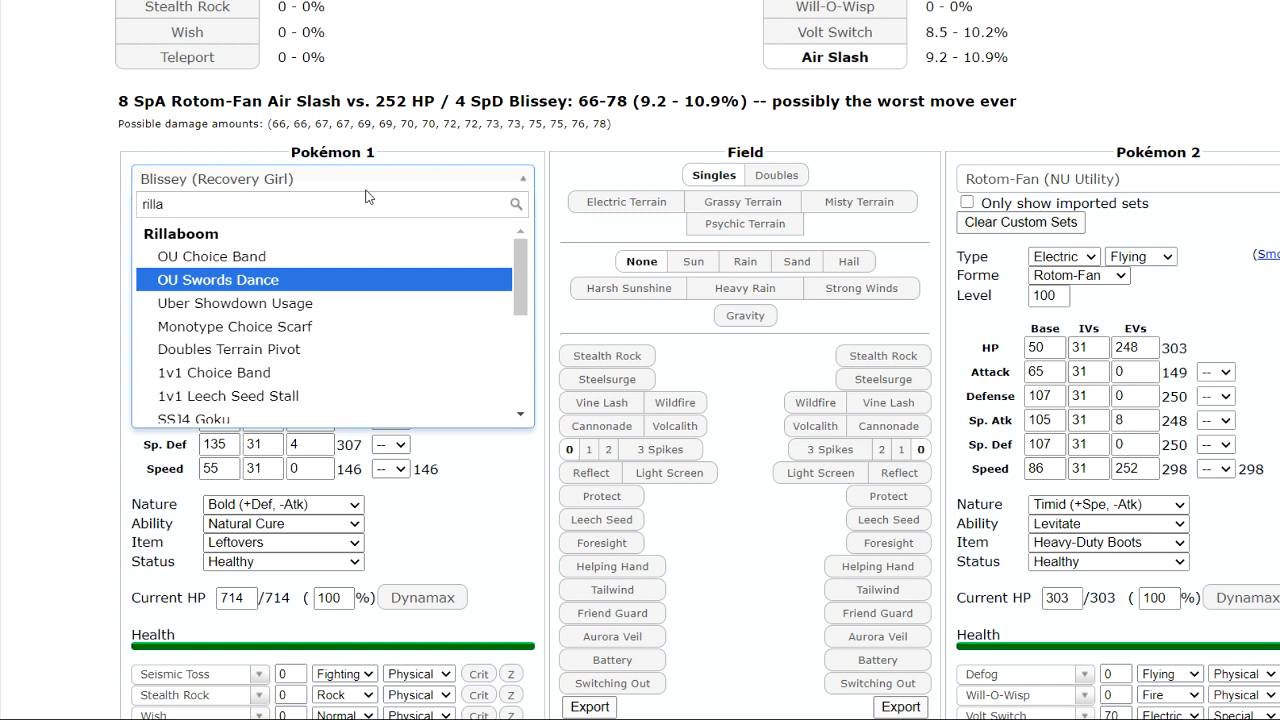 Stealth Rock 0 - 0% Will-O-Wisp 0 - 0%
Wish 0 - 0% Volt Switch 8.5 - 10.2%
Teleport 0 - 0% Air Slash 9.2 - 10.9%
8 SpA Rotom-Fan Air Slash vs. 252 HP / 4 SpD Blissey: 66-78 (9.2 - 10.9%) -- possibly the worst move ever
Possible damage amounts: (66, 66, 67, 67, 69, 69, 70, 70, 72, 72, 73, 73, 75, 75, 76, 78)
Pokémon 1
Blissey (Recovery Girl)
rilla
Rillaboom
OU Choice Band
OU Swords Dance
Uber Showdown Usage
Monotype Choice Scarf
Doubles Terrain Pivot
1v1 Choice Band
1v1 Leech Seed Stall
SSJ4 Goku
Sp. Def 135 31 4 307 --
Speed 55 31 0 146 -- 146
Nature Bold (+Def, -Atk)
Ability Natural Cure
Item Leftovers
Status Healthy
Current HP 714 /714 ( 100 %) Dynamax
Health
Seismic Toss 0 Fighting Physical Crit Z
Stealth Rock 0 Rock Physical Crit Z
Wish 0 Normal Physical Crit Z
Field
Singles Doubles
Electric Terrain Grassy Terrain Misty Terrain
Psychic Terrain
None Sun Rain Sand Hail
Harsh Sunshine Heavy Rain Strong Winds
Gravity
Stealth Rock Stealth Rock
Steelsurge Steelsurge
Vine Lash Wildfire Wildfire Vine Lash
Cannonade Volcalith Volcalith Cannonade
0 1 2 3 Spikes 3 Spikes 2 1 0
Reflect Light Screen Light Screen Reflect
Protect Protect
Leech Seed Leech Seed
Foresight Foresight
Helping Hand Helping Hand
Tailwind Tailwind
Friend Guard Friend Guard
Aurora Veil Aurora Veil
Battery Battery
Switching Out Switching Out
Export Export
Pokémon 2
Rotom-Fan (NU Utility)
Only show imported sets
Clear Custom Sets
Type Electric Flying (Smo
Forme Rotom-Fan
Level 100
Base IVs EVs
HP 50 31 248 303
Attack 65 31 0 149 --
Defense 107 31 0 250 --
Sp. Atk 105 31 8 248 --
Sp. Def 107 31 0 250 --
Speed 86 31 252 298 -- 298
Nature Timid (+Spe, -Atk)
Ability Levitate
Item Heavy-Duty Boots
Status Healthy
Current HP 303 /303 ( 100 %) Dynamax
Health
Defog 0 Flying Physical
Will-O-Wisp 0 Fire Physical
Volt Switch 70 Electric Special